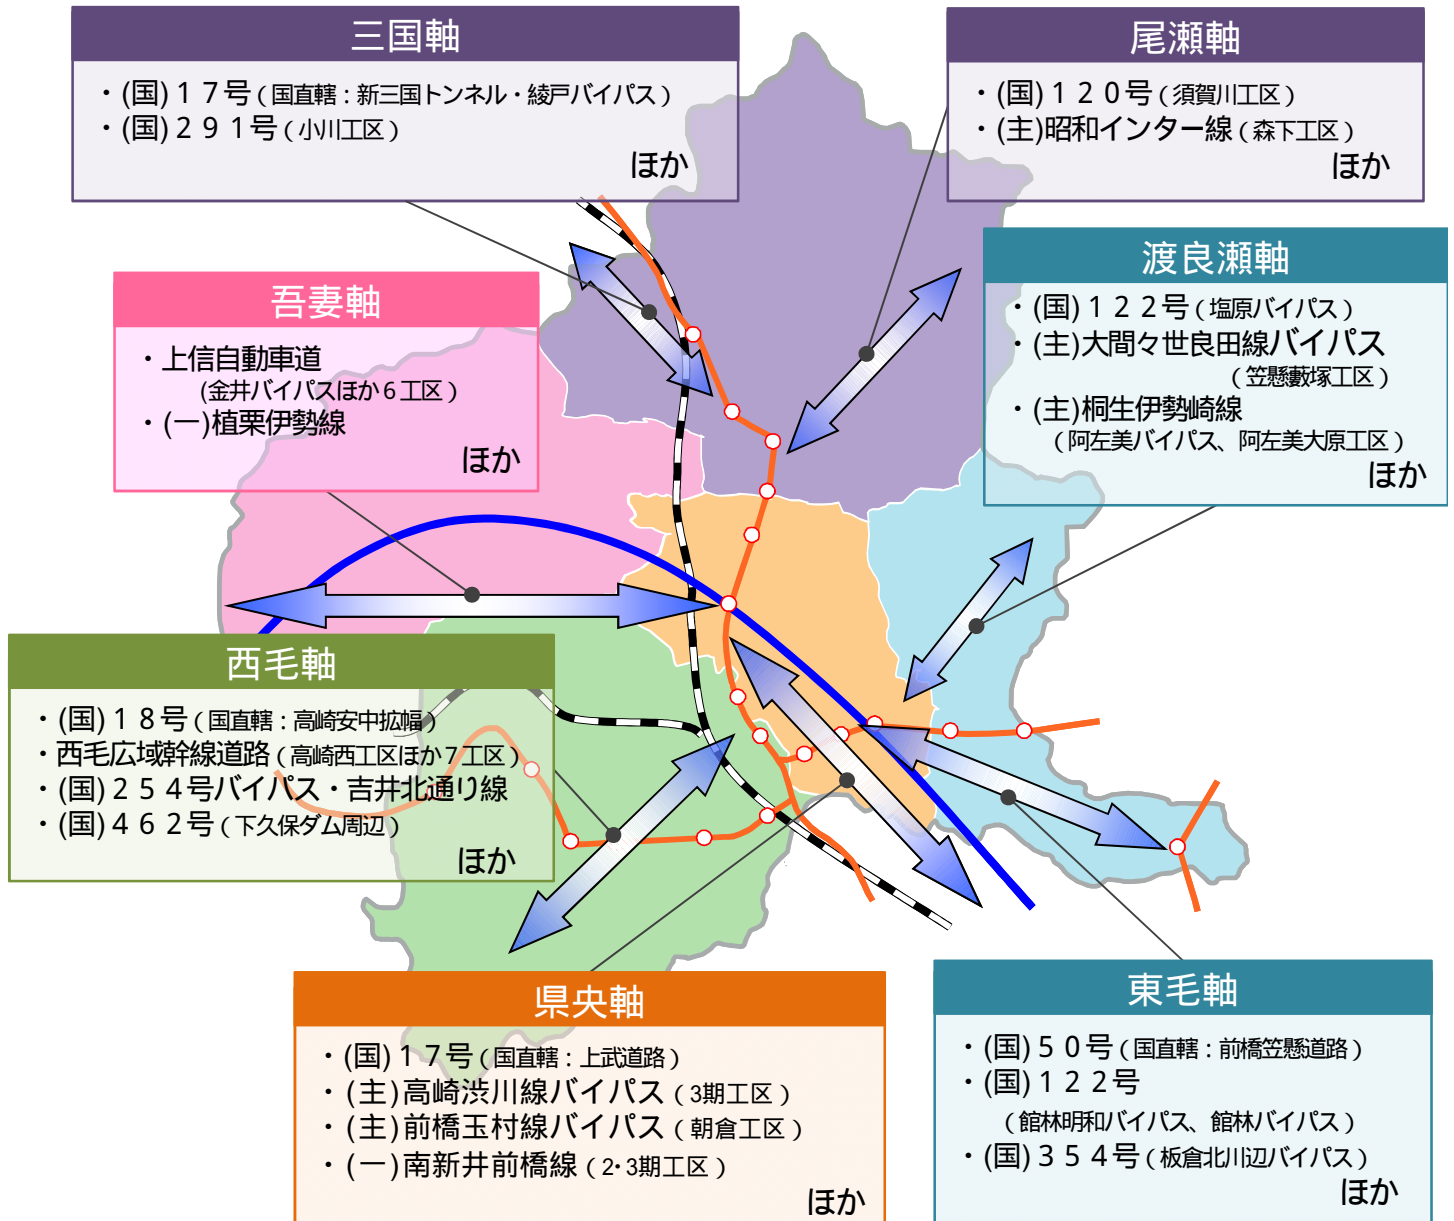 三国軸
・(国)１７号（国直轄：新三国トンネル・綾戸バイパス）
・(国)２９１号（小川工区）
ほか
尾瀬軸
・(国)１２０号（須賀川工区）
・(主)昭和インター線（森下工区）
ほか
吾妻軸
・上信自動車道
（金井バイパスほか６工区）
・(一)植栗伊勢線
ほか
渡良瀬軸
・(国)１２２号（塩原バイパス）
・(主)大間々世良田線バイパス
（笠懸藪塚工区）
・(主)桐生伊勢崎線
（阿左美バイパス、阿左美大原工区）
ほか
西毛軸
・(国)１８号（国直轄：高崎安中拡幅）
・西毛広域幹線道路（高崎西工区ほか７工区）
・(国)２５４号バイパス・吉井北通り線
・(国)４６２号（下久保ダム周辺）
ほか
県央軸
・(国)１７号（国直轄：上武道路）
・(主)高崎渋川線バイパス（3期工区）
・(主)前橋玉村線バイパス（朝倉工区）
・(一)南新井前橋線（2・3期工区）
ほか
東毛軸
・(国)５０号（国直轄：前橋笠懸道路）
・(国)１２２号
（館林明和バイパス、館林バイパス）
・(国)３５４号（板倉北川辺バイパス）
ほか